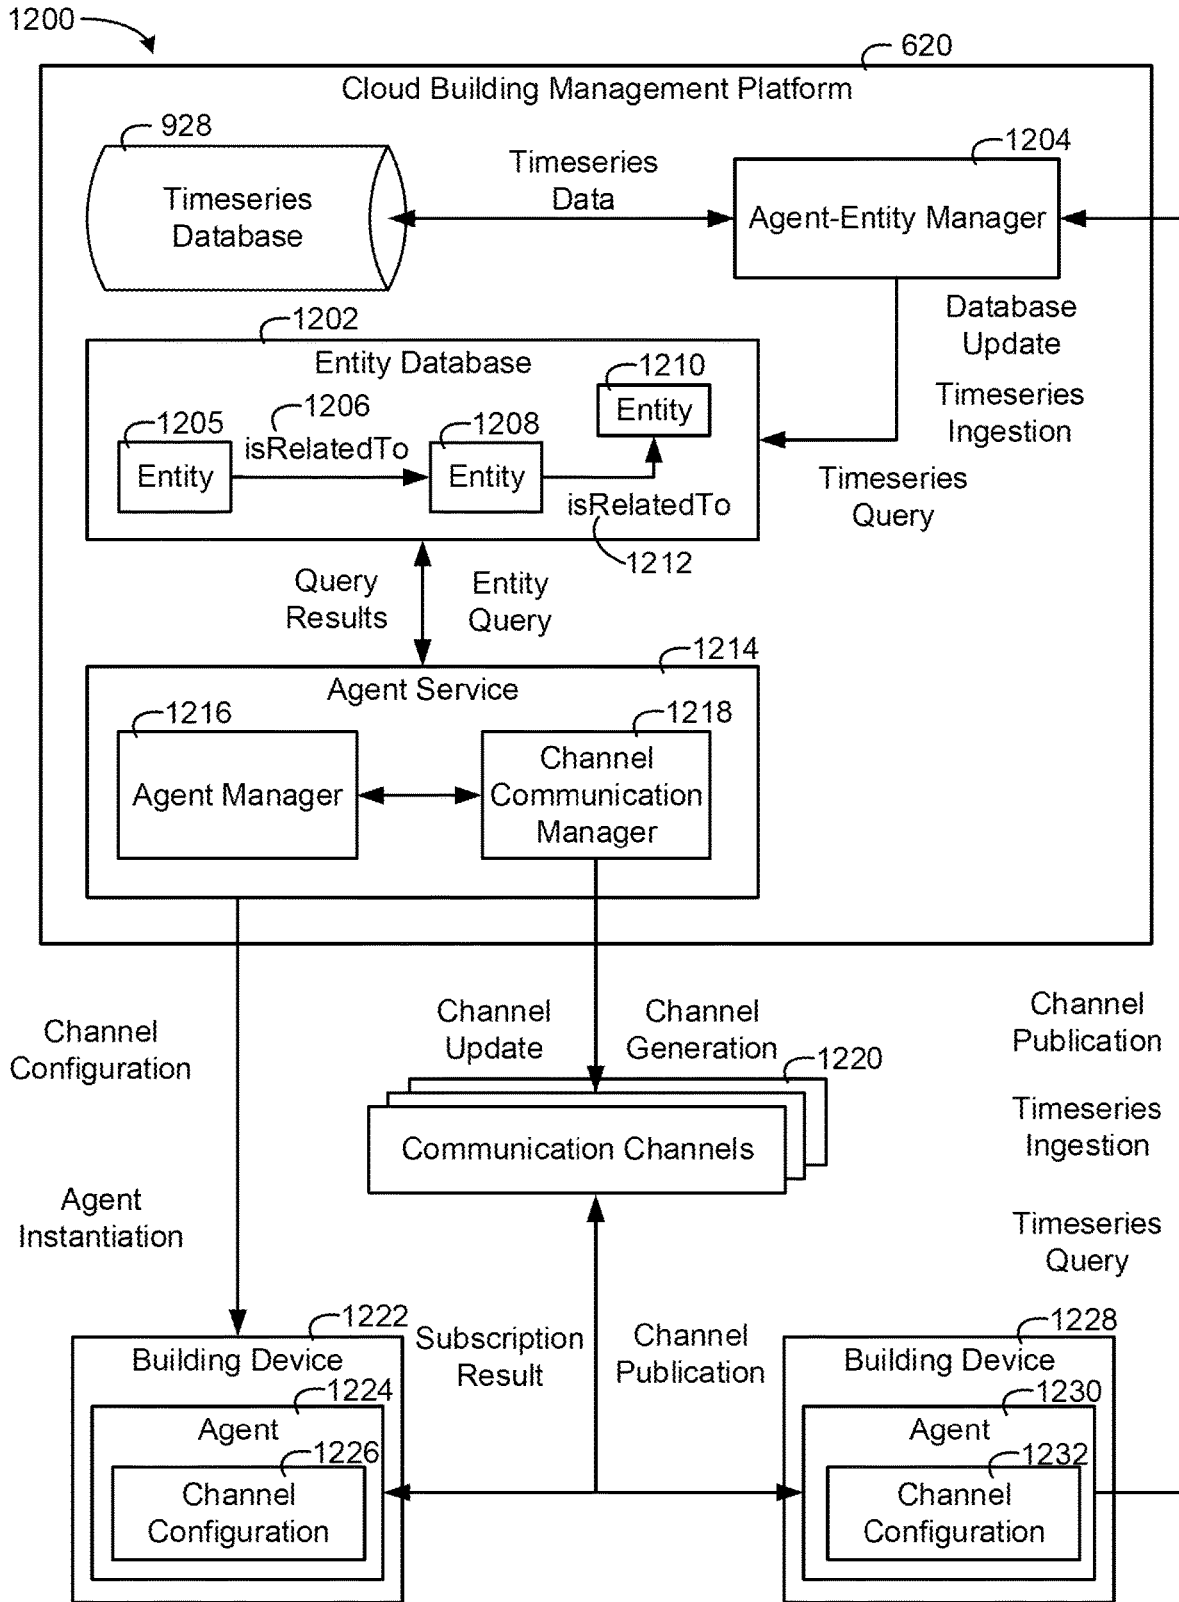 1200
620
Cloud Building Management Platform
928
Timeseries
Database
Timeseries
Data
1204
Agent-Entity Manager
Database
Update
Timeseries
Ingestion
Timeseries
Query
1202
Entity Database
1210
Entity
1205
Entity
1206
isRelatedTo
1208
Entity
isRelatedTo
1212
Query
Results
Entity
Query
1214
Agent Service
1216
Agent Manager
1218
Channel
Communication
Manager
Channel
Configuration
Channel
Update
Channel
Generation
Channel
Publication
1220
Communication Channels
Timeseries
Ingestion
Agent
Instantiation
Timeseries
Query
1222
Building Device
1224
Agent
1226
Channel
Configuration
Subscription
Result
Channel
Publication
1228
Building Device
1230
Agent
1232
Channel
Configuration